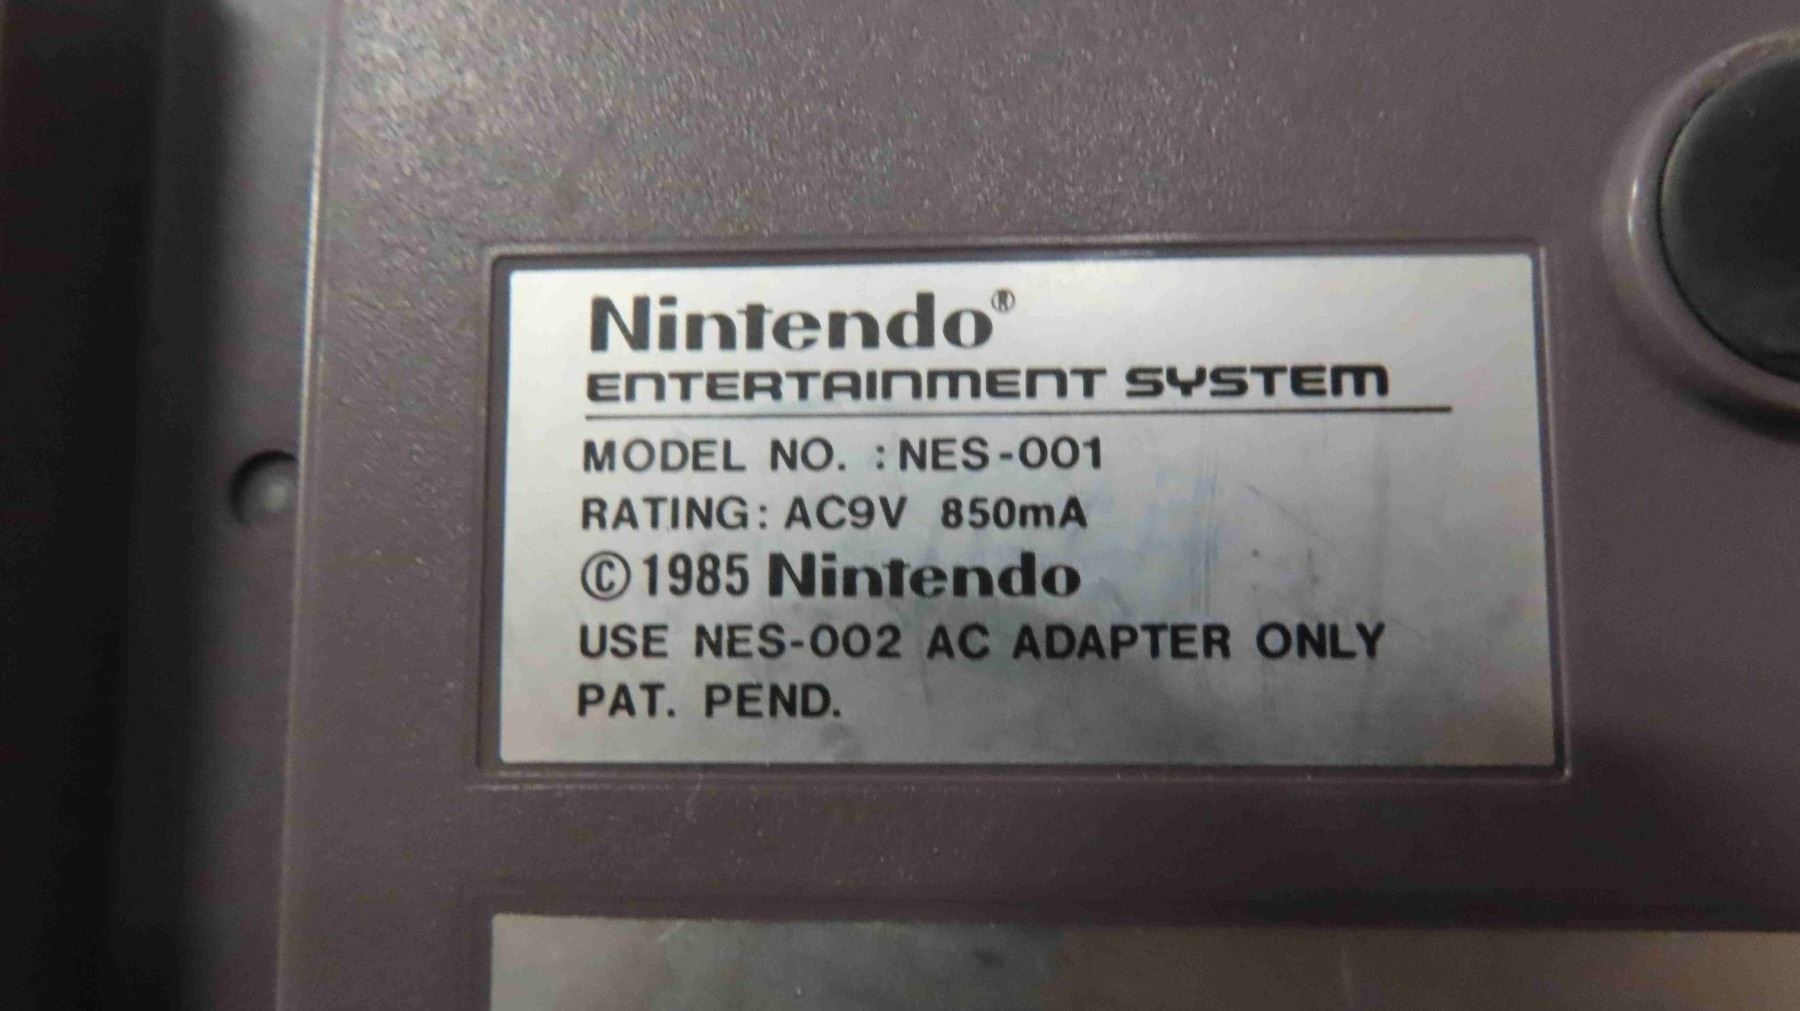 Nintendo®
ENTERTAINMENT SYSTEM
MODEL NO. : NES-001
RATING: AC9V 850mA
©1985 Nintendo
USE NES-002 AC ADAPTER ONLY
PAT. PEND.